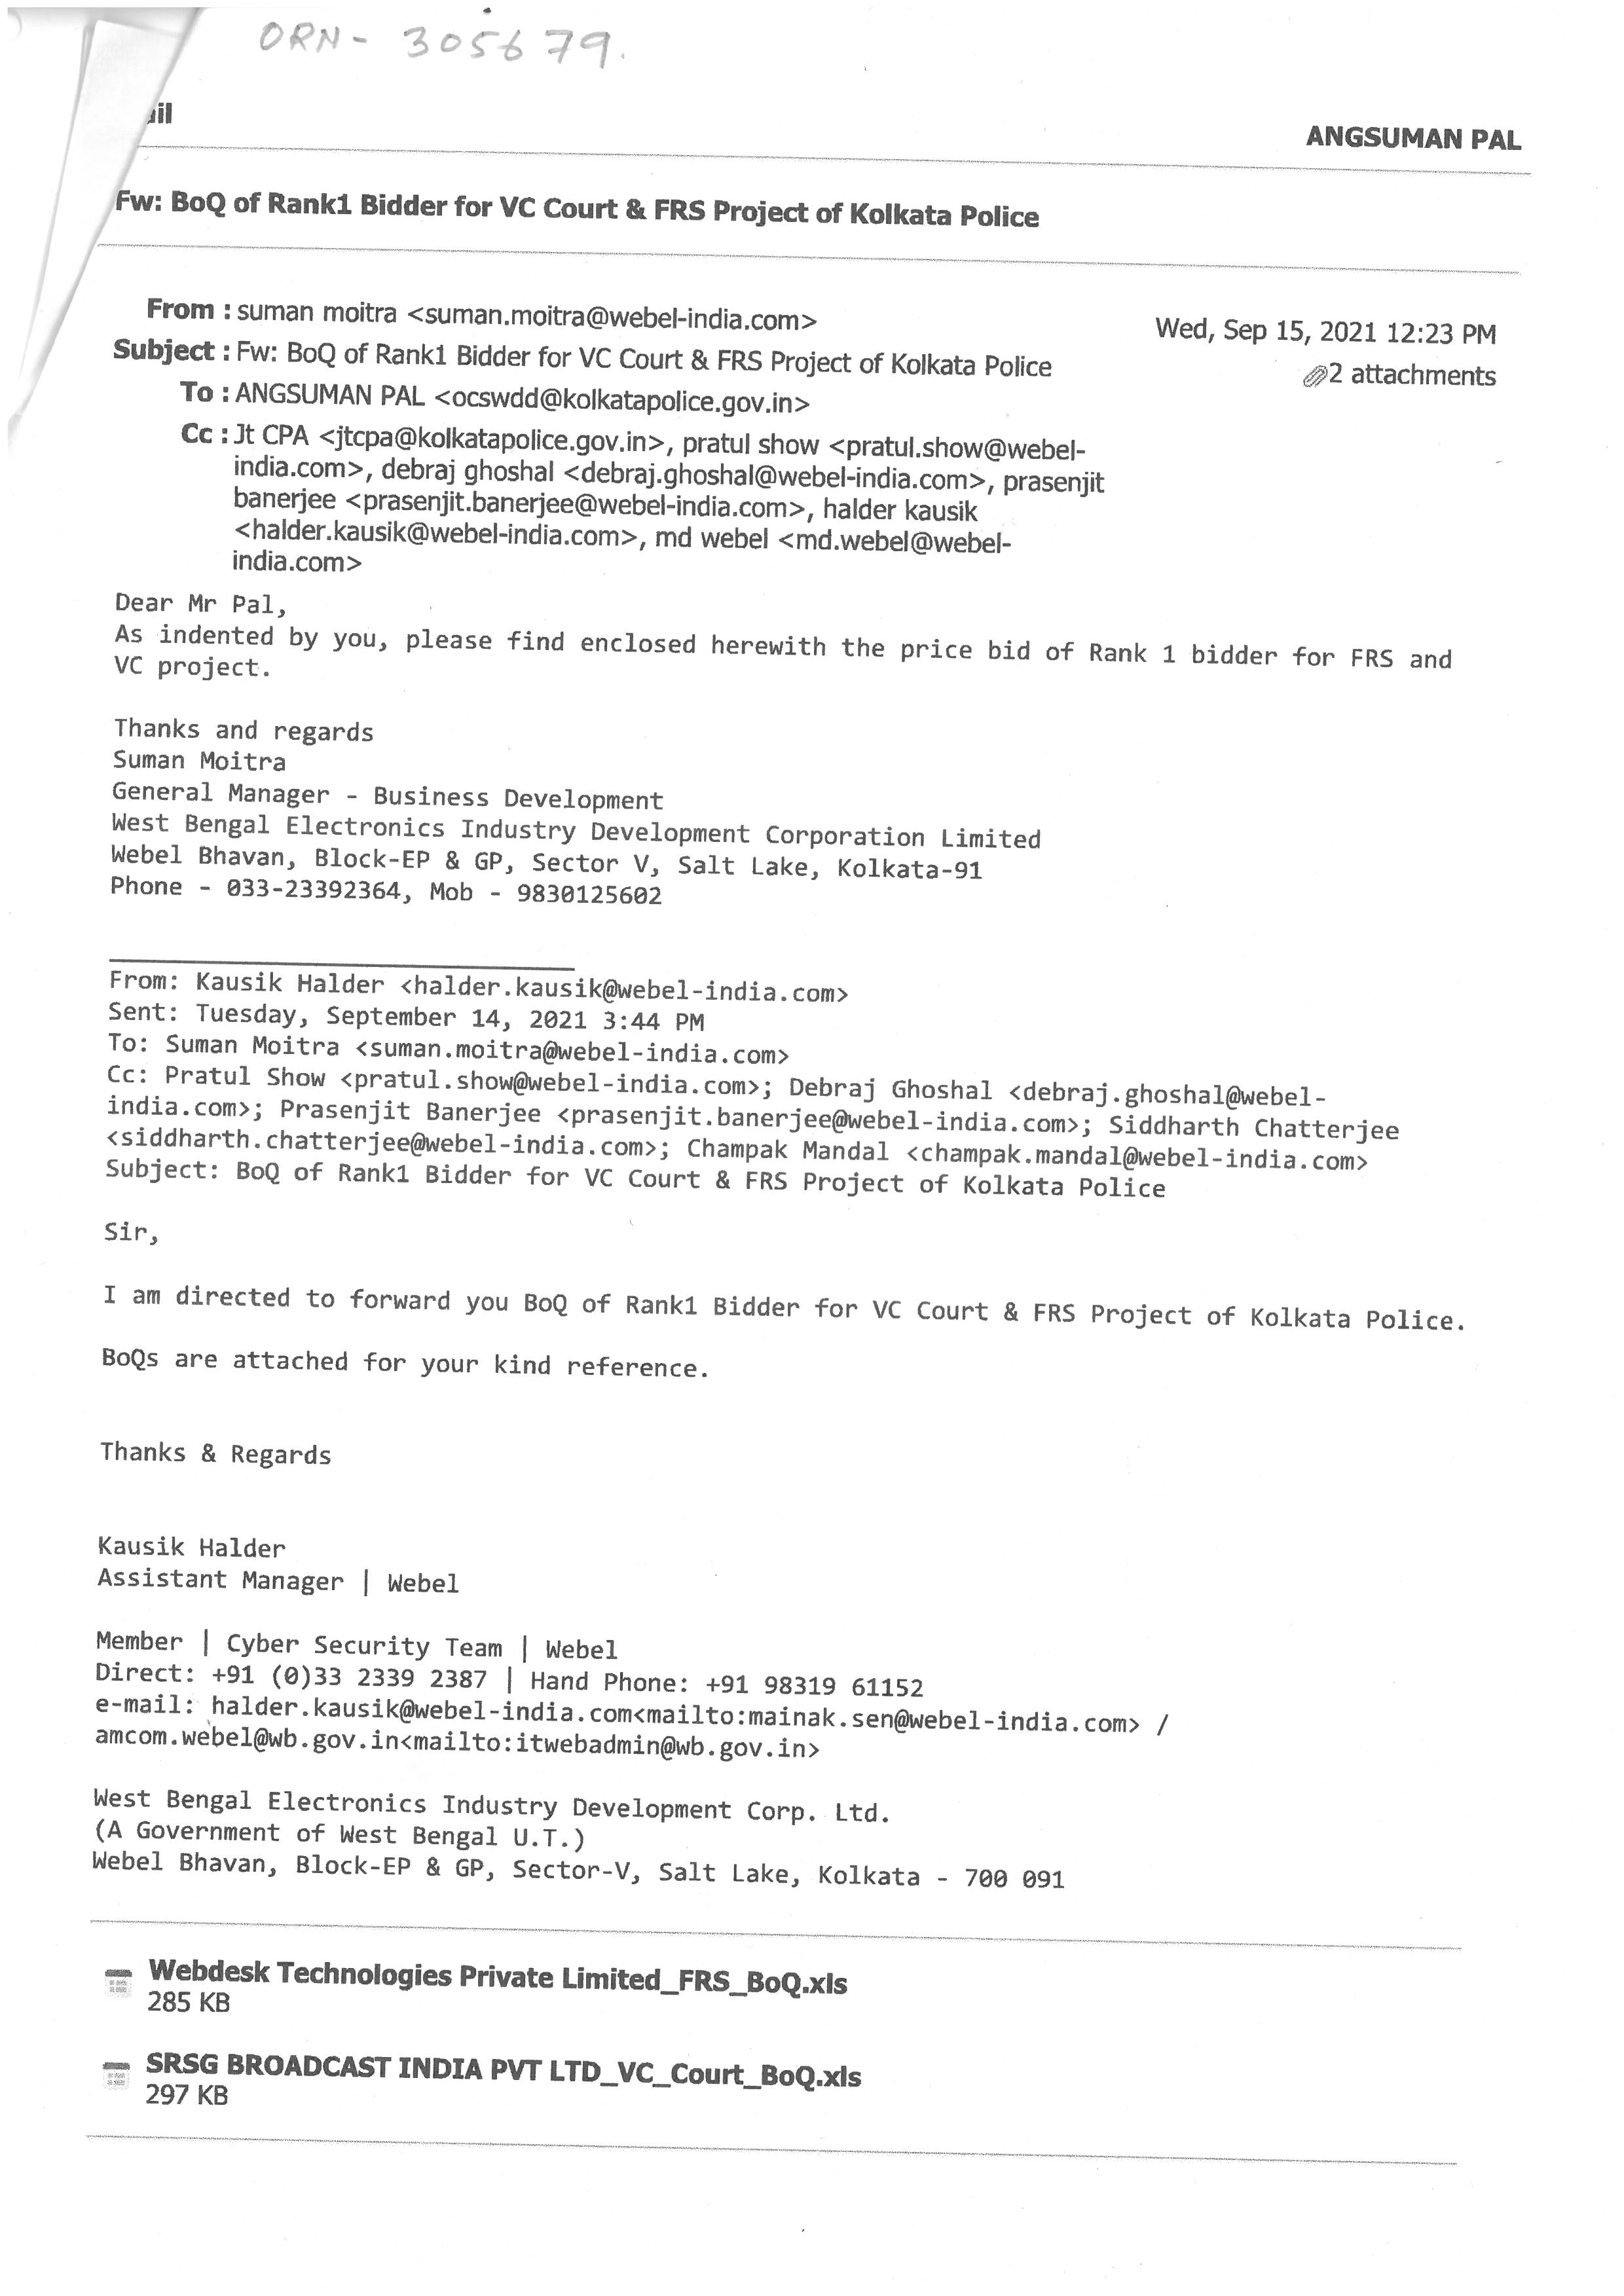 ORN - 305679.
ail
ANGSUMAN PAL
Fw: BoQ of Rank1 Bidder for VC Court & FRS Project of Kolkata Police
From : suman moitra <suman.moitra@webel-india.com>
Wed, Sep 15, 2021 12:23 PM
Subject : Fw: BoQ of Rank1 Bidder for VC Court & FRS Project of Kolkata Police
2 attachments
To : ANGSUMAN PAL <ocswdd@kolkatapolice.gov.in>
Cc : Jt CPA <jtcpa@kolkatapolice.gov.in>, pratul show <pratul.show@webel-
india.com>, debraj ghoshal <debraj.ghoshal@webel-india.com>, prasenjit
banerjee <prasenjit.banerjee@webel-india.com>, halder kausik
<halder.kausik@webel-india.com>, md webel <md.webel@webel-
india.com>
Dear Mr Pal,
As indented by you, please find enclosed herewith the price bid of Rank 1 bidder for FRS and
VC project.
Thanks and regards
Suman Moitra
General Manager - Business Development
West Bengal Electronics Industry Development Corporation Limited
Webel Bhavan, Block-EP & GP, Sector V, Salt Lake, Kolkata-91
Phone - 033-23392364, Mob - 9830125602
From: Kausik Halder <halder.kausik@webel-india.com>
Sent: Tuesday, September 14, 2021 3:44 PM
To: Suman Moitra <suman.moitra@webel-india.com>
Cc: Pratul Show <pratul.show@webel-india.com>; Debraj Ghoshal <debraj.ghoshal@webel-
india.com>; Prasenjit Banerjee <prasenjit.banerjee@webel-india.com>; Siddharth Chatterjee
<siddharth.chatterjee@webel-india.com>; Champak Mandal <champak.mandal@webel-india.com>
Subject: BoQ of Rank1 Bidder for VC Court & FRS Project of Kolkata Police
Sir,
I am directed to forward you BoQ of Rank1 Bidder for VC Court & FRS Project of Kolkata Police.
BoQs are attached for your kind reference.
Thanks & Regards
Kausik Halder
Assistant Manager | Webel
Member | Cyber Security Team | Webel
Direct: +91 (0)33 2339 2387 | Hand Phone: +91 98319 61152
e-mail: halder.kausik@webel-india.com<mailto:mainak.sen@webel-india.com> /
amcom.webel@wb.gov.in<mailto:itwebadmin@wb.gov.in>
West Bengal Electronics Industry Development Corp. Ltd.
(A Government of West Bengal U.T.)
Webel Bhavan, Block-EP & GP, Sector-V, Salt Lake, Kolkata - 700 091
Webdesk Technologies Private Limited_FRS_BoQ.xls
285 KB
SRSG BROADCAST INDIA PVT LTD_VC_Court_BoQ.xls
297 KB